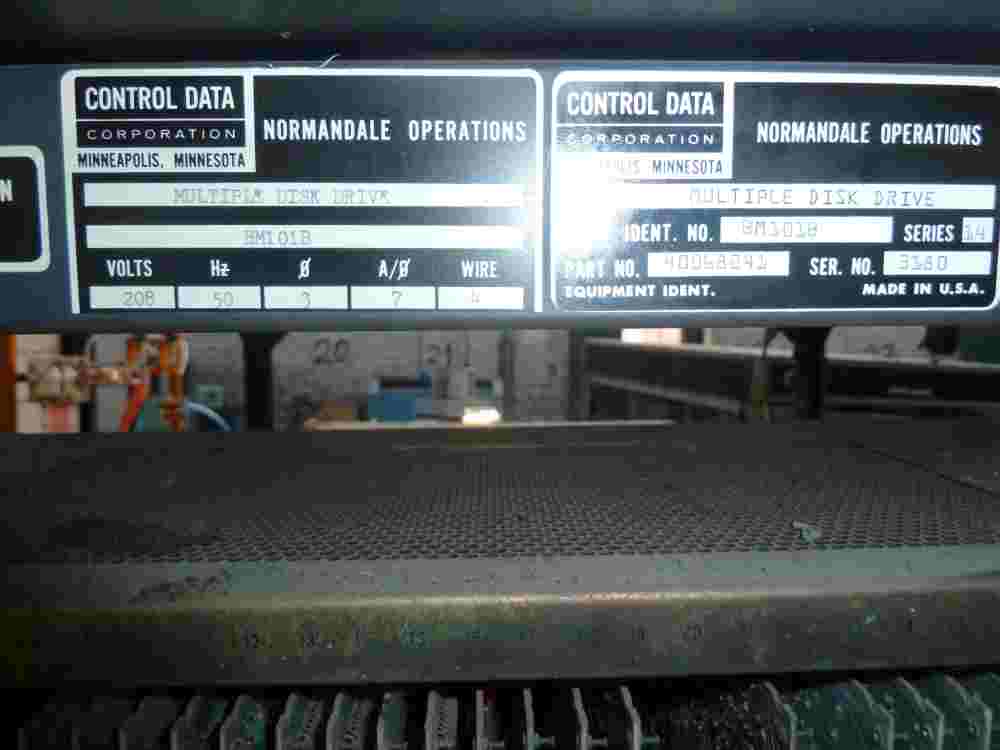 CONTROL DATA
CORPORATION
MINNEAPOLIS, MINNESOTA
NORMANDALE OPERATIONS
MULTIPLE DISK DRIVE
BM101B
VOLTS Hz Ø A/Ø WIRE
208 50 3 7 4
CONTROL DATA
CORPORATION
MINNESOTA
NORMANDALE OPERATIONS
MULTIPLE DISK DRIVE
IDENT. NO. BM101B SERIES 14
PART NO. 40068041 SER. NO. 3180
EQUIPMENT IDENT. MADE IN U.S.A.
N
20 21